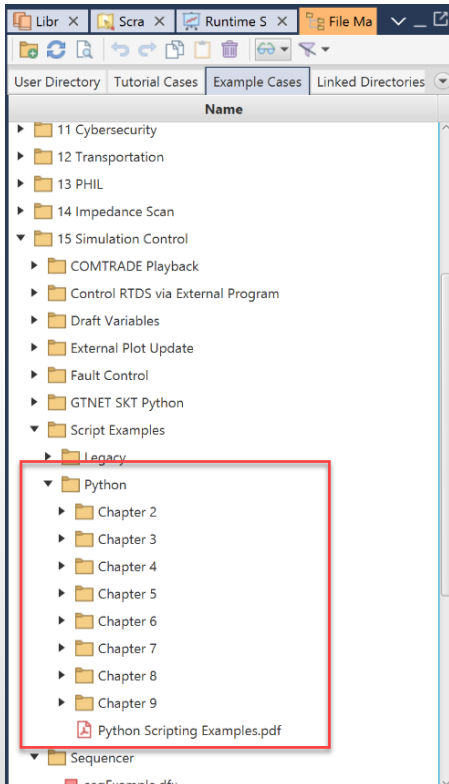 Libr × Scra × Runtime S × File Ma
User Directory Tutorial Cases Example Cases Linked Directories
Name
11 Cybersecurity
12 Transportation
13 PHIL
14 Impedance Scan
15 Simulation Control
COMTRADE Playback
Control RTDS via External Program
Draft Variables
External Plot Update
Fault Control
GTNET SKT Python
Script Examples
Legacy
Python
Chapter 2
Chapter 3
Chapter 4
Chapter 5
Chapter 6
Chapter 7
Chapter 8
Chapter 9
Python Scripting Examples.pdf
Sequencer